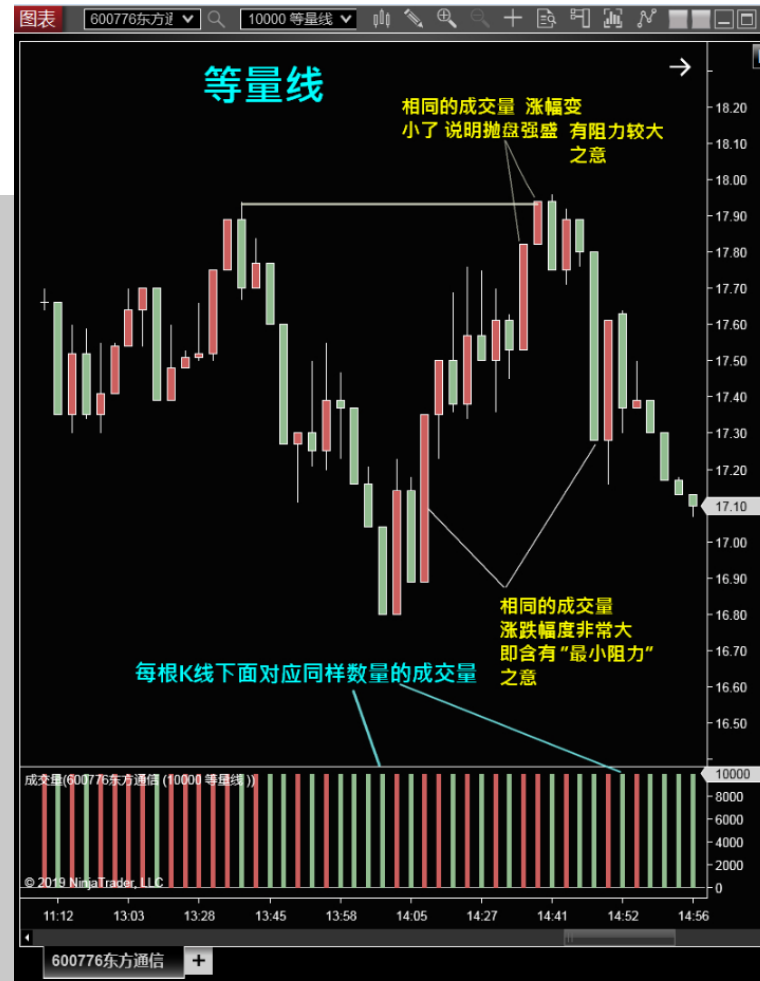 图表 600776东方通 10000 等量线
等量线
相同的成交量 涨幅变
小了 说明抛盘强盛 有阻力较大
之意
18.20
18.10
18.00
17.90
17.80
17.70
17.60
17.50
17.40
17.30
17.20
17.10
17.00
16.90
16.80
16.70
16.60
16.50
相同的成交量
涨跌幅度非常大
即含有“最小阻力”
之意
每根K线下面对应同样数量的成交量
成交量(600776东方通信 (10000 等量线))
10000
8000
6000
4000
2000
0
© 2019 NinjaTrader, LLC
11:12 13:03 13:28 13:45 13:58 14:05 14:27 14:41 14:52 14:56
600776东方通信 +